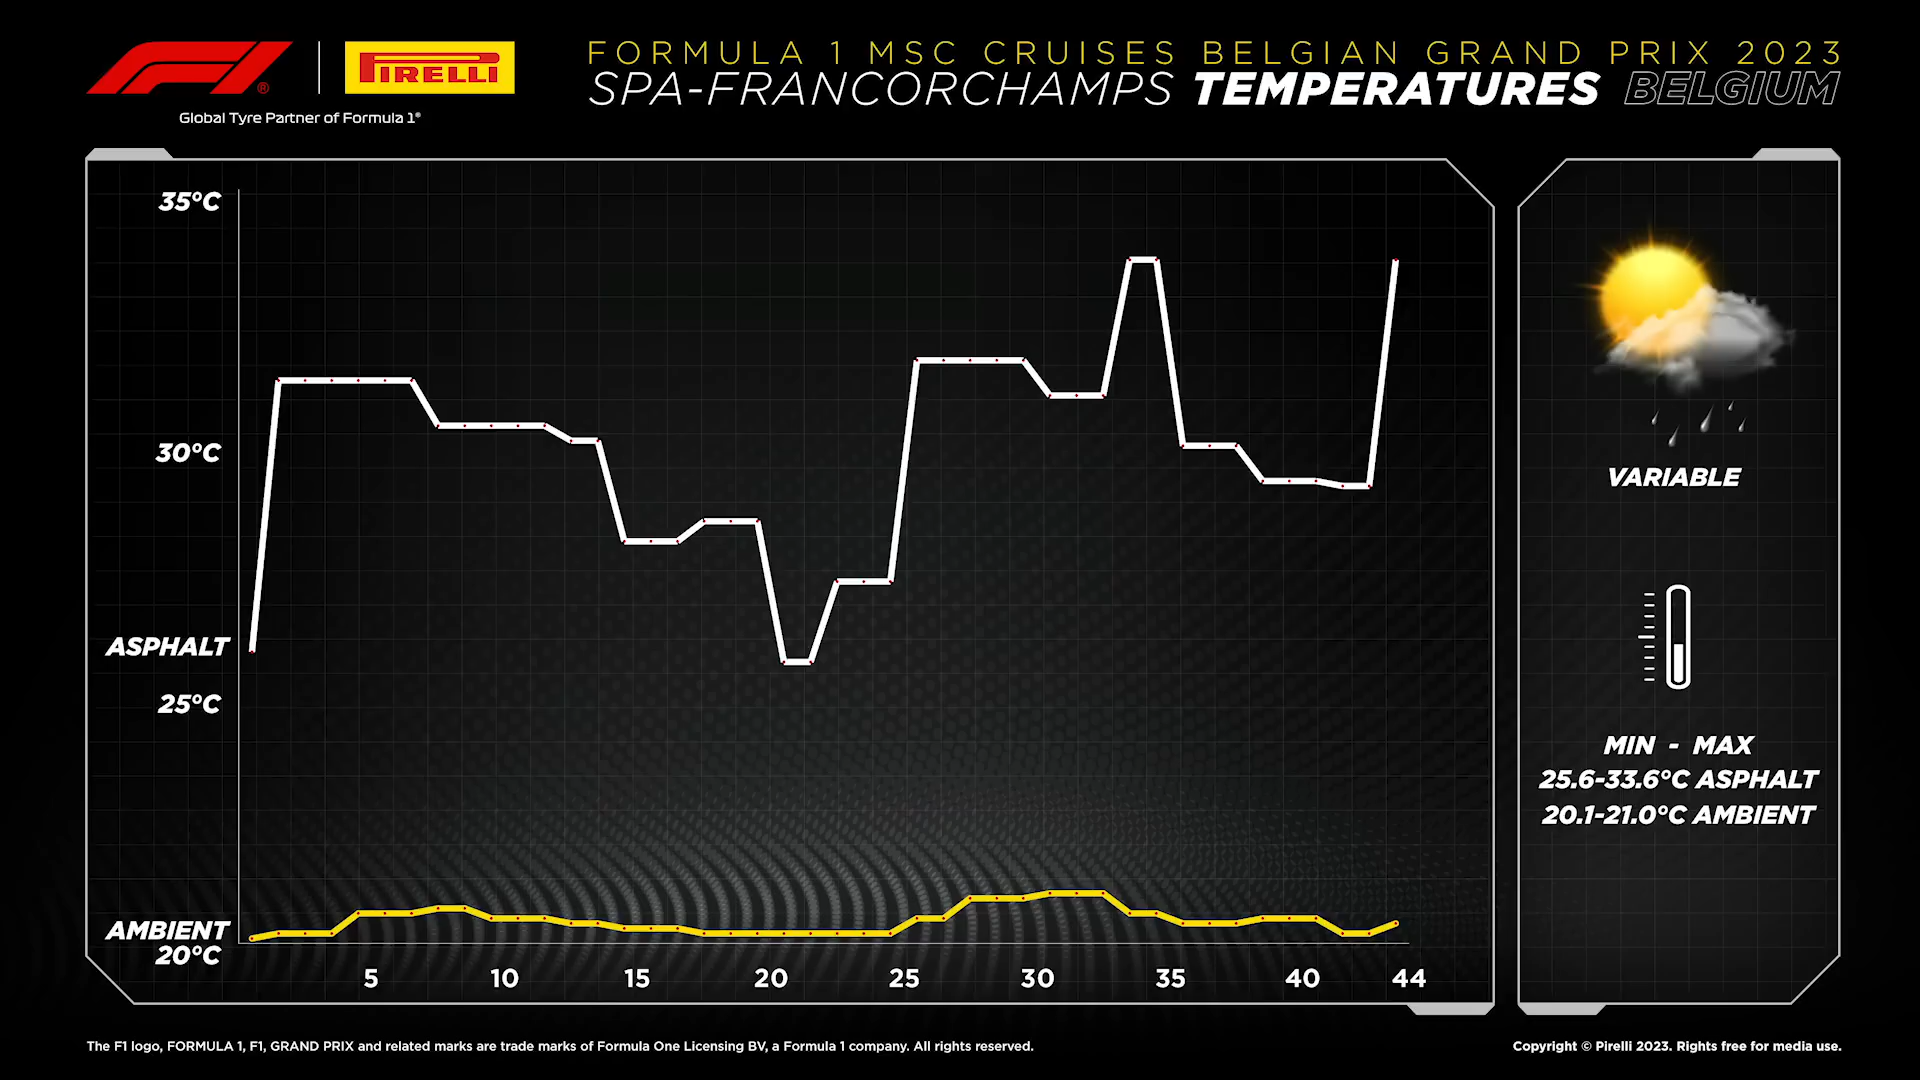 F1®
PIRELLI
Global Tyre Partner of Formula 1®
FORMULA 1 MSC CRUISES BELGIAN GRAND PRIX 2023
SPA-FRANCORCHAMPS TEMPERATURES BELGIUM
35°C
30°C
ASPHALT
25°C
AMBIENT
20°C
5 10 15 20 25 30 35 40 44
VARIABLE
MIN - MAX
25.6-33.6°C ASPHALT
20.1-21.0°C AMBIENT
The F1 logo, FORMULA 1, F1, GRAND PRIX and related marks are trade marks of Formula One Licensing BV, a Formula 1 company. All rights reserved.
Copyright © Pirelli 2023. Rights free for media use.